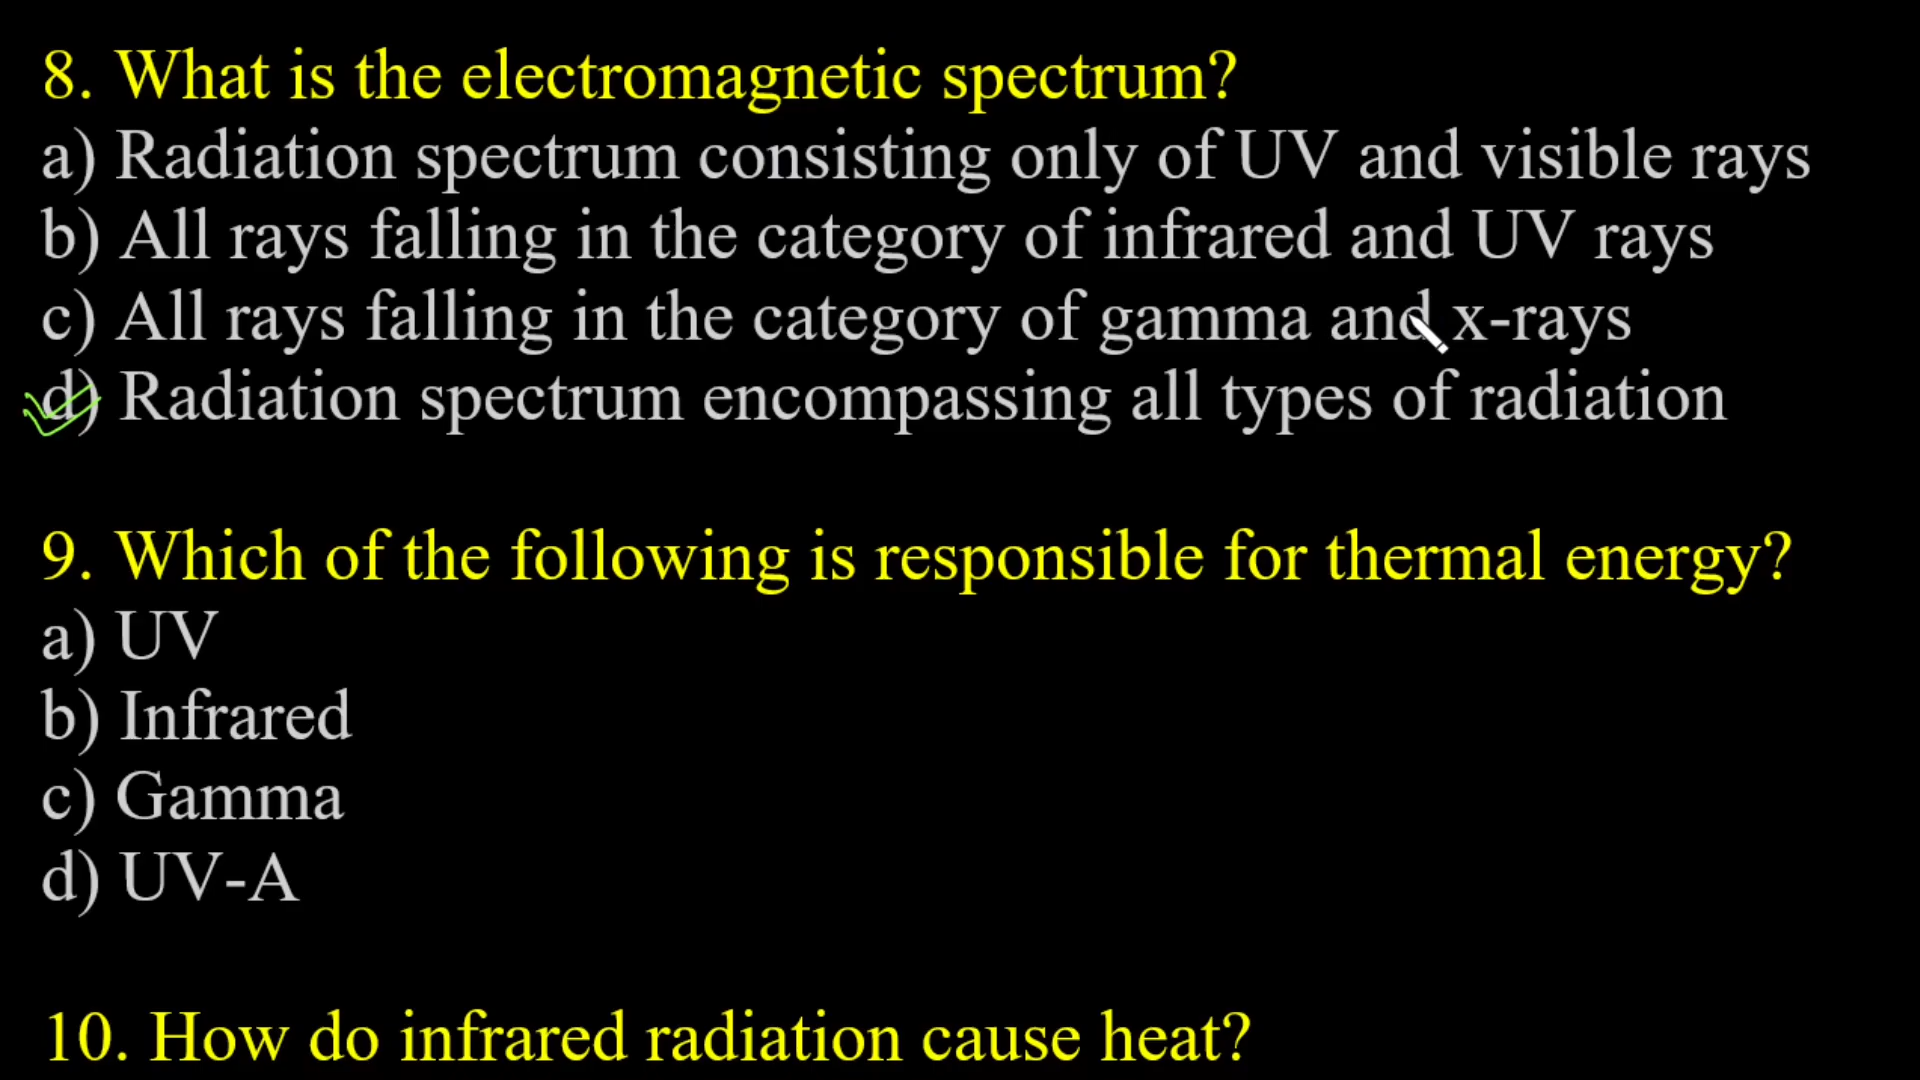 8. What is the electromagnetic spectrum?
a) Radiation spectrum consisting only of UV and visible rays
b) All rays falling in the category of infrared and UV rays
c) All rays falling in the category of gamma and x-rays
d) Radiation spectrum encompassing all types of radiation
9. Which of the following is responsible for thermal energy?
a) UV
b) Infrared
c) Gamma
d) UV-A
10. How do infrared radiation cause heat?